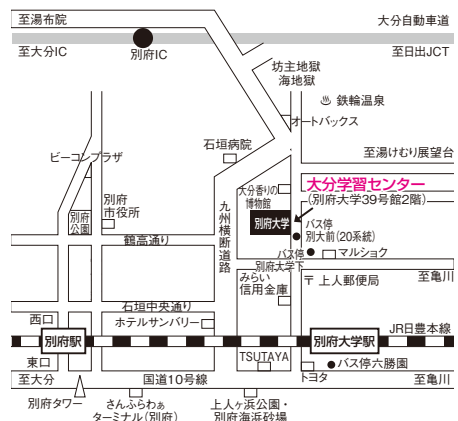 至湯布院
大分自動車道
至大分IC
別府IC
至日出JCT
坊主地獄
海地獄
♨ 鉄輪温泉
オートバックス
石垣病院
至湯けむり展望台
ビーコンプラザ
大分香りの
博物館
大分学習センター
(別府大学39号館2階)
別府
市役所
別府
公園
九州横断道路
別府大学
バス停
別大前(20系統)
鶴高通り
バス停
別府大学下
マルショク
みらい
信用金庫
〒上人郵便局
至亀川
石垣中央通り
西口
ホテルサンバリー
JR日豊本線
別府駅
別府大学駅
東口
TSUTAYA
バス停六勝園
至大分
国道10号線
トヨタ
至亀川
別府タワー
さんふらわぁ
ターミナル(別府)
上人ヶ浜公園・
別府海浜砂場